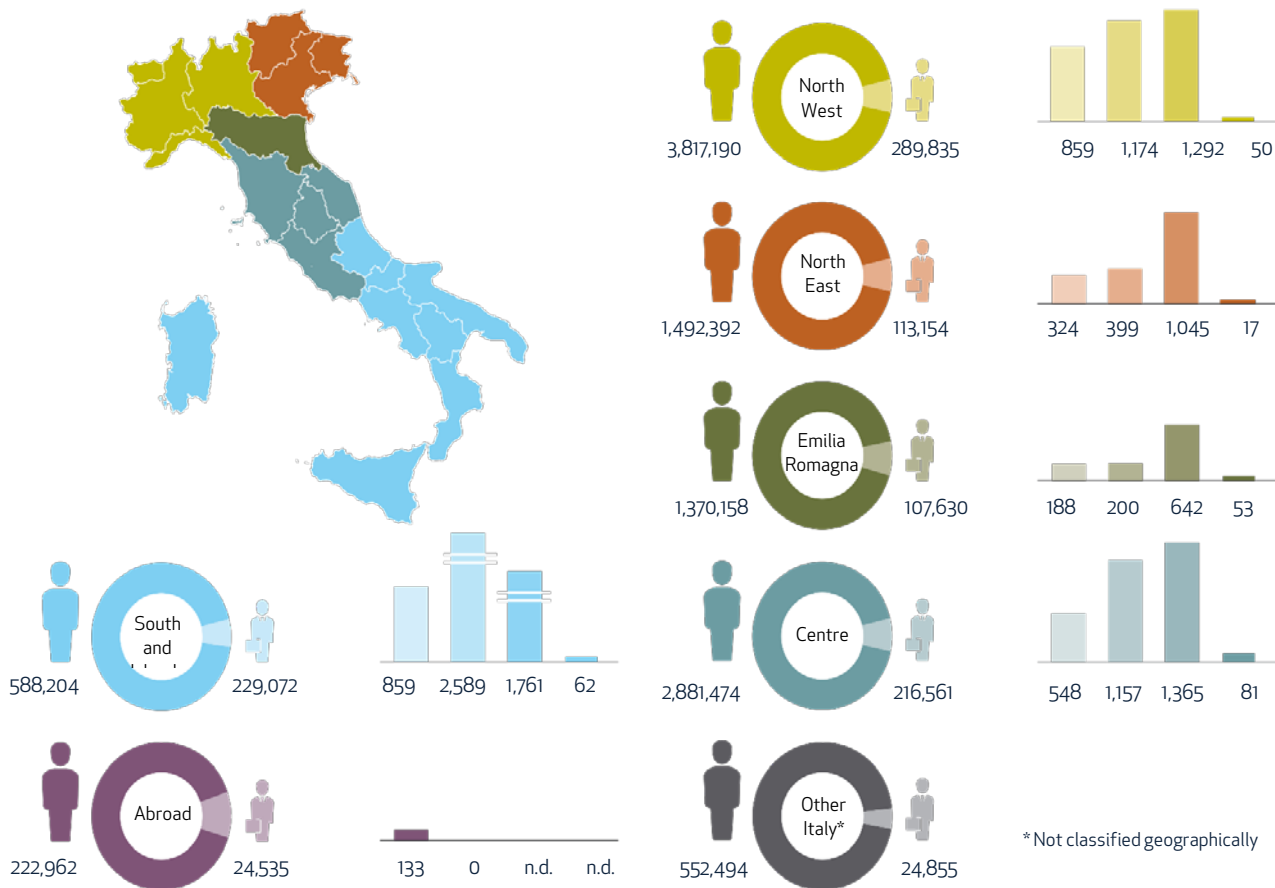 North
West
3,817,190
289,835
859 1,174 1,292 50
North
East
1,492,392
113,154
324 399 1,045 17
Emilia
Romagna
1,370,158
107,630
188 200 642 53
South
and
588,204
229,072
859 2,589 1,761 62
Centre
2,881,474
216,561
548 1,157 1,365 81
Abroad
222,962
24,535
133 0 n.d. n.d.
Other
Italy*
552,494
24,855
* Not classified geographically